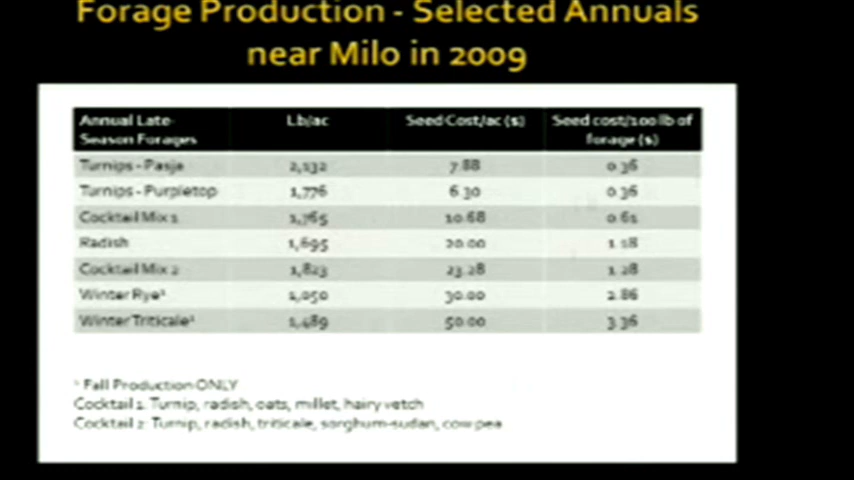 Forage Production - Selected Annuals
near Milo in 2009
Annual Late-Season Forages Lb/ac Seed Cost/ac ($) Seed cost/100 lb of forage ($)
Turnips - Pasja 2,132 7.88 0.36
Turnips - Purpletop 1,776 6.30 0.36
Cocktail Mix 1 1,765 10.68 0.61
Radish 1,695 20.00 1.18
Cocktail Mix 2 1,823 23.28 1.28
Winter Rye¹ 1,050 30.00 2.86
Winter Triticale¹ 1,489 50.00 3.36
¹ Fall Production ONLY
Cocktail 1: Turnip, radish, oats, millet, hairy vetch
Cocktail 2: Turnip, radish, triticale, sorghum-sudan, cow pea